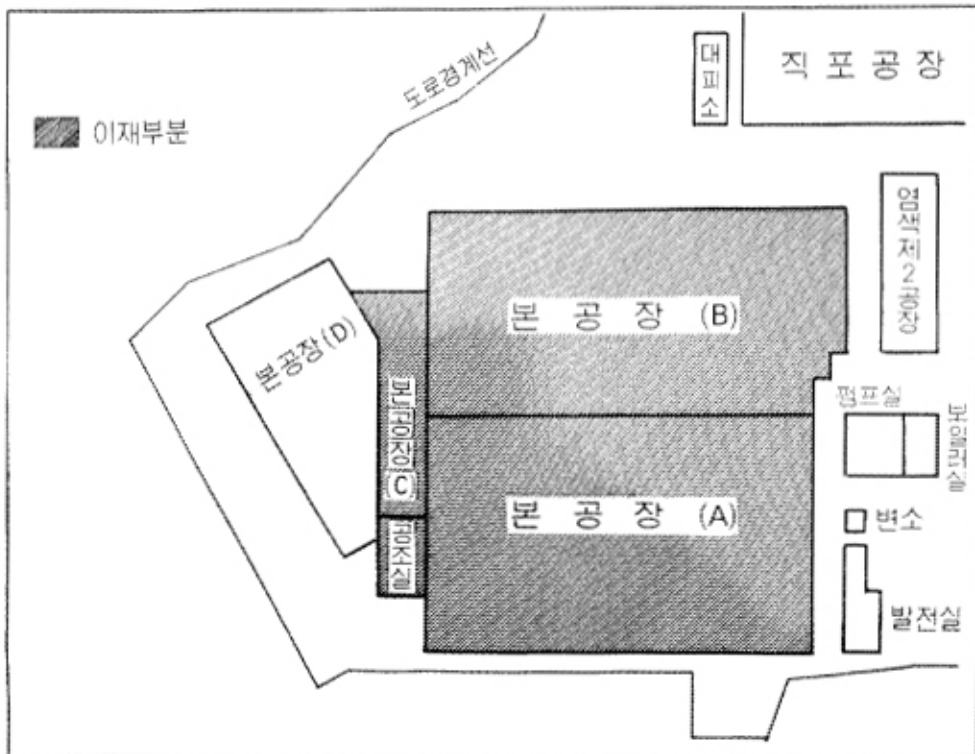 대피소
직포공장
도로경계선
이재부분
염색제2공장
본공장(B)
본공장(D)
본공장(C)
펌프실
보일러실
본공장(A)
변소
공조실
발전실